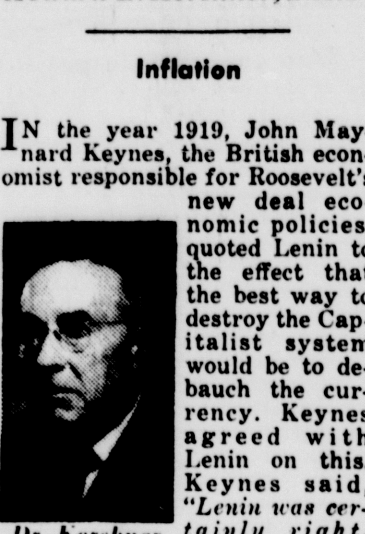 Inflation
IN the year 1919, John May
nard Keynes, the British econ
omist responsible for Roosevelt's
new deal eco
nomic policies
quoted Lenin to
the effect that
the best way to
destroy the Cap
italist system
would be to de-
bauch the cur-
rency. Keynes
agreed with
Lenin on this
Keynes said,
"Lenin was cer-
tainly right.